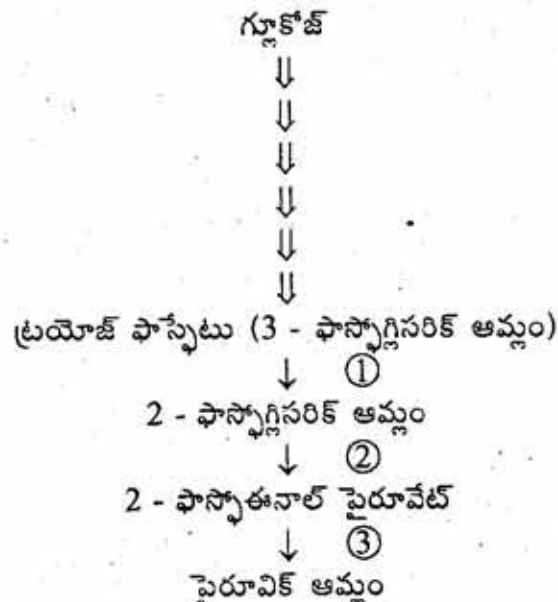 గ్లూకోజ్
⇓
⇓
⇓
⇓
⇓
⇓
ట్రయోజ్ ఫాస్ఫేటు (3 - ఫాస్ఫోగ్లిసరిక్ ఆమ్లం)
↓ ①
2 - ఫాస్ఫోగ్లిసరిక్ ఆమ్లం
↓ ②
2 - ఫాస్ఫోఈనాల్ పైరూవేట్
↓ ③
పైరూవిక్ ఆమ్లం